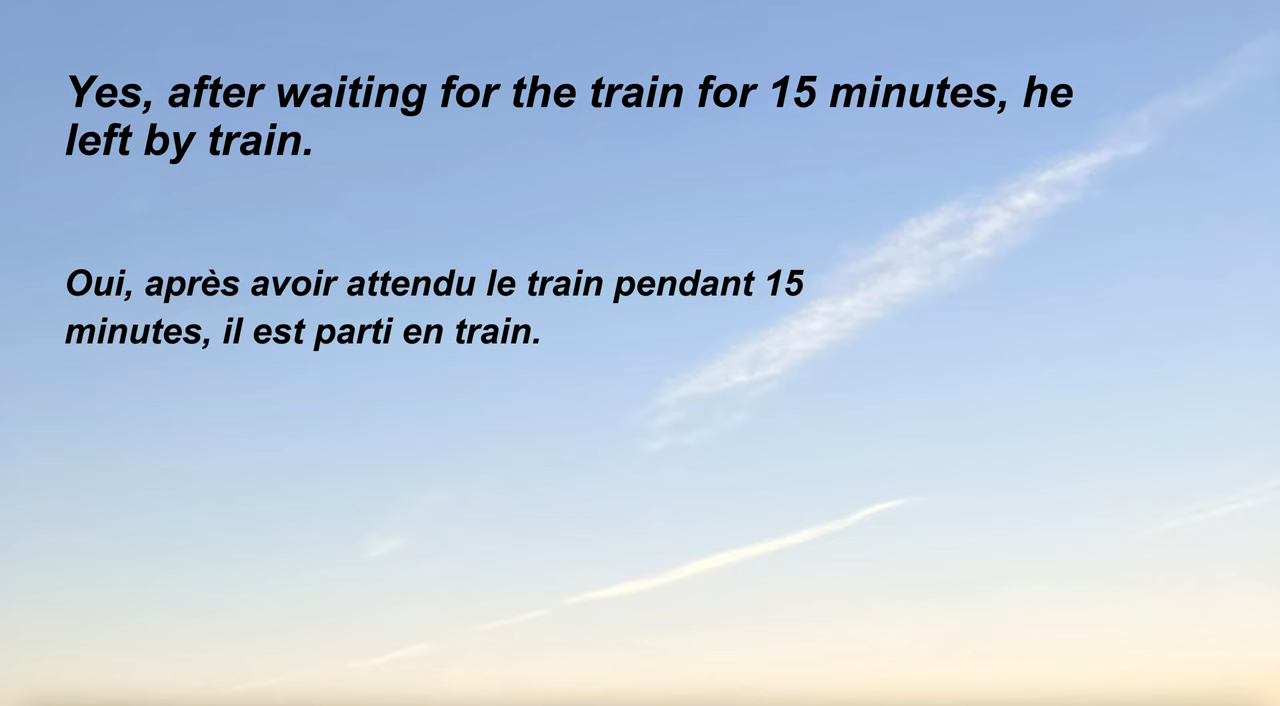 Yes, after waiting for the train for 15 minutes, he
left by train.
Oui, après avoir attendu le train pendant 15
minutes, il est parti en train.